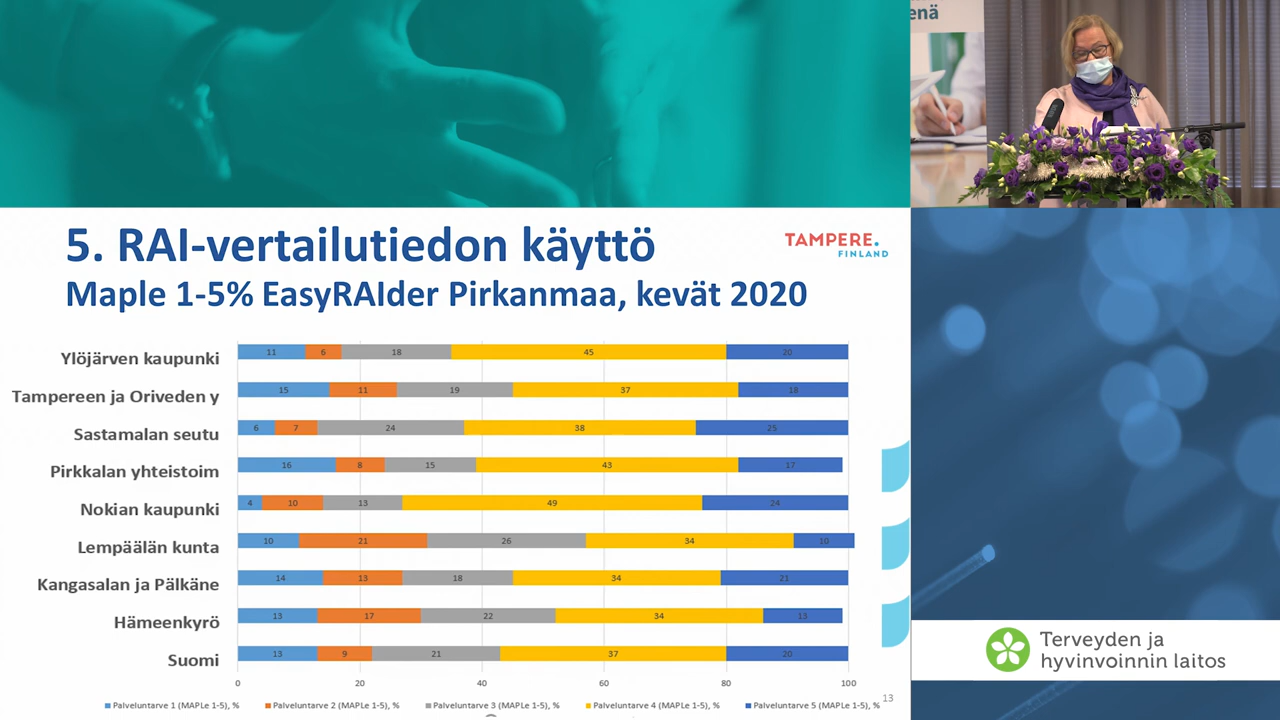 enä
5. RAI-vertailutiedon käyttö
TAMPERE.
FINLAND
Maple 1-5% EasyRAIder Pirkanmaa, kevät 2020
Ylöjärven kaupunki 11 6 18 45 20
Tampereen ja Oriveden y 15 11 19 37 18
Sastamalan seutu 6 7 24 38 25
Pirkkalan yhteistoim 16 8 15 43 17
Nokian kaupunki 4 10 13 49 24
Lempäälän kunta 10 21 26 34 10
Kangasalan ja Pälkäne 14 13 18 34 21
Hämeenkyrö 13 17 22 34 13
Suomi 13 9 21 37 20
0 20 40 60 80 100
Palveluntarve 1 (MAPLe 1-5), % Palveluntarve 2 (MAPLe 1-5), % Palveluntarve 3 (MAPLe 1-5), % Palveluntarve 4 (MAPLe 1-5), % Palveluntarve 5 (MAPLe 1-5), %
13
Terveyden ja
hyvinvoinnin laitos